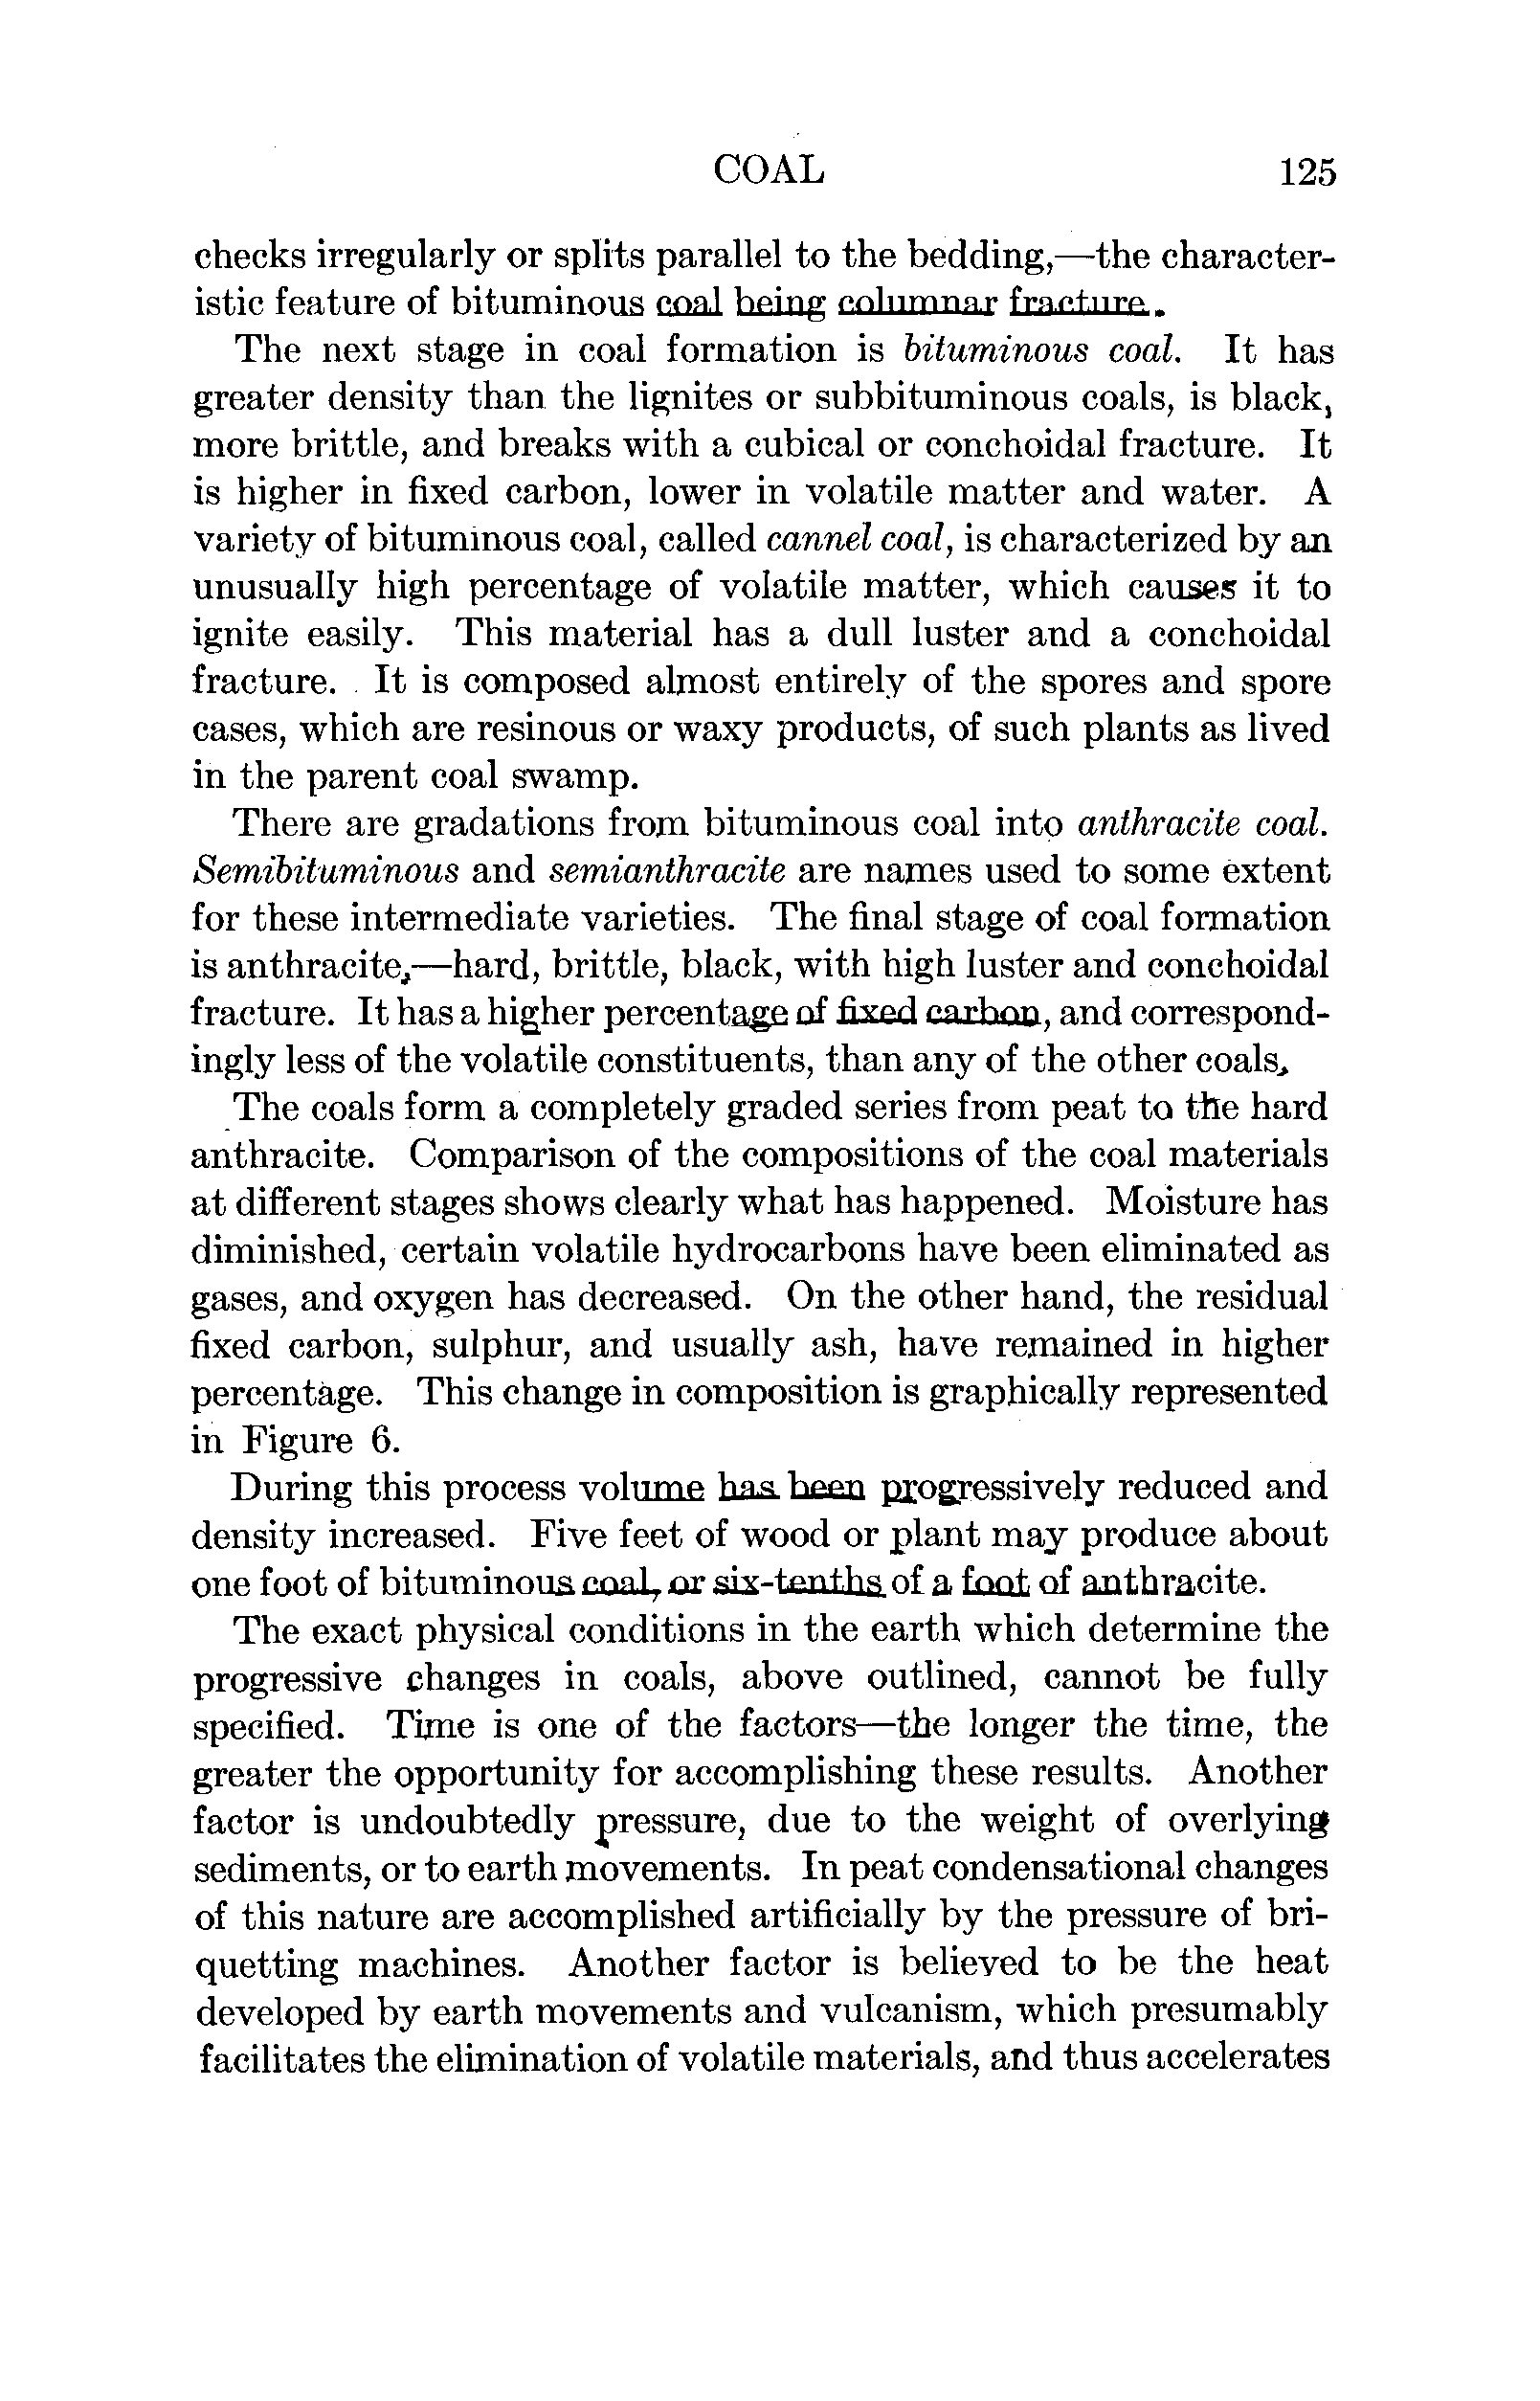 COAL 125
checks irregularly or splits parallel to the bedding,—the character-
istic feature of bituminous coal being columnar fracture.
The next stage in coal formation is bituminous coal. It has
greater density than the lignites or subbituminous coals, is black,
more brittle, and breaks with a cubical or conchoidal fracture. It
is higher in fixed carbon, lower in volatile matter and water. A
variety of bituminous coal, called cannel coal, is characterized by an
unusually high percentage of volatile matter, which causes it to
ignite easily. This material has a dull luster and a conchoidal
fracture. It is composed almost entirely of the spores and spore
cases, which are resinous or waxy products, of such plants as lived
in the parent coal swamp.
There are gradations from bituminous coal into anthracite coal.
Semibituminous and semianthracite are names used to some extent
for these intermediate varieties. The final stage of coal formation
is anthracite,—hard, brittle, black, with high luster and conchoidal
fracture. It has a higher percentage of fixed carbon, and correspond-
ingly less of the volatile constituents, than any of the other coals.
The coals form a completely graded series from peat to the hard
anthracite. Comparison of the compositions of the coal materials
at different stages shows clearly what has happened. Moisture has
diminished, certain volatile hydrocarbons have been eliminated as
gases, and oxygen has decreased. On the other hand, the residual
fixed carbon, sulphur, and usually ash, have remained in higher
percentage. This change in composition is graphically represented
in Figure 6.
During this process volume has been progressively reduced and
density increased. Five feet of wood or plant may produce about
one foot of bituminous coal, or six-tenths of a foot of anthracite.
The exact physical conditions in the earth which determine the
progressive changes in coals, above outlined, cannot be fully
specified. Time is one of the factors—the longer the time, the
greater the opportunity for accomplishing these results. Another
factor is undoubtedly pressure, due to the weight of overlying
sediments, or to earth movements. In peat condensational changes
of this nature are accomplished artificially by the pressure of bri-
quetting machines. Another factor is believed to be the heat
developed by earth movements and vulcanism, which presumably
facilitates the elimination of volatile materials, and thus accelerates